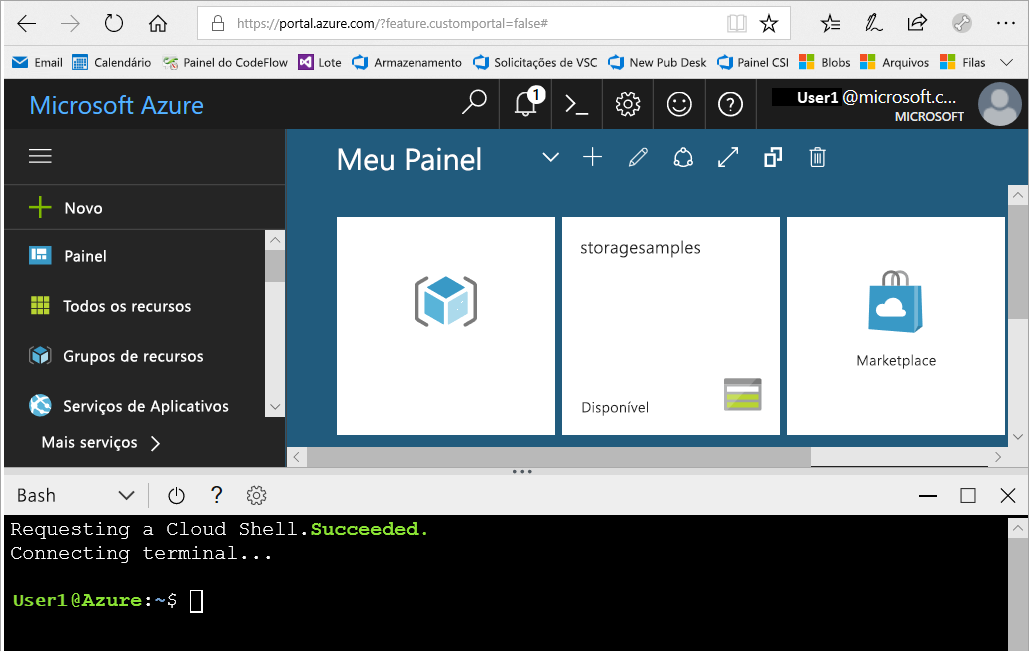 https://portal.azure.com/?feature.customportal=false#
Email Calendário Painel do CodeFlow Lote Armazenamento Solicitações de VSC New Pub Desk Painel CSI Blobs Arquivos Filas
Microsoft Azure 1 User1@microsoft.c...
MICROSOFT
Meu Painel
Novo
Painel
Todos os recursos
Grupos de recursos
Serviços de Aplicativos
Mais serviços
storagesamples
Disponível
Marketplace
Bash ?
Requesting a Cloud Shell.Succeeded.
Connecting terminal...
User1@Azure:~$